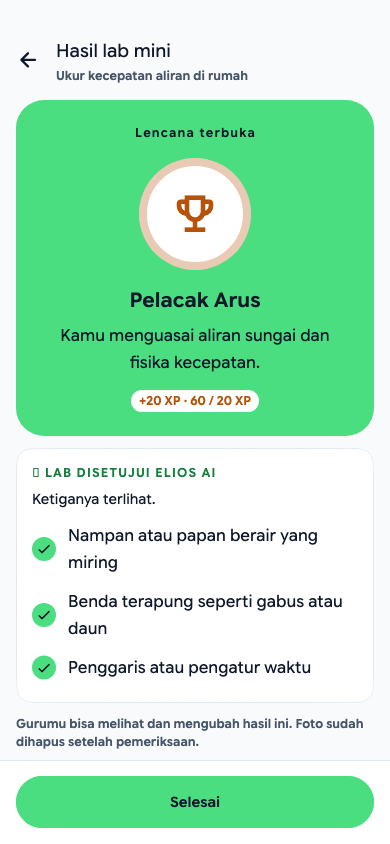 Hasil lab mini
Ukur kecepatan aliran di rumah
Lencana terbuka
Pelacak Arus
Kamu menguasai aliran sungai dan
fisika kecepatan.
+20 XP · 60 / 20 XP
LAB DISETUJUI ELIOS AI
Ketiganya terlihat.
Nampan atau papan berair yang
miring
Benda terapung seperti gabus atau
daun
Penggaris atau pengatur waktu
Gurumu bisa melihat dan mengubah hasil ini. Foto sudah
dihapus setelah pemeriksaan.
Selesai